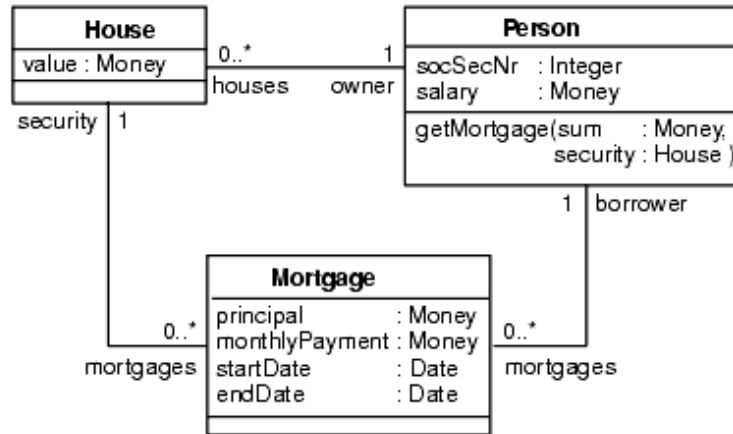 House
value : Money
0..*
houses
1
owner
Person
socSecNr : Integer
salary : Money
getMortgage(sum : Money,
security : House )
security
1
1
borrower
Mortgage
principal : Money
monthlyPayment : Money
startDate : Date
endDate : Date
0..*
mortgages
0..*
mortgages